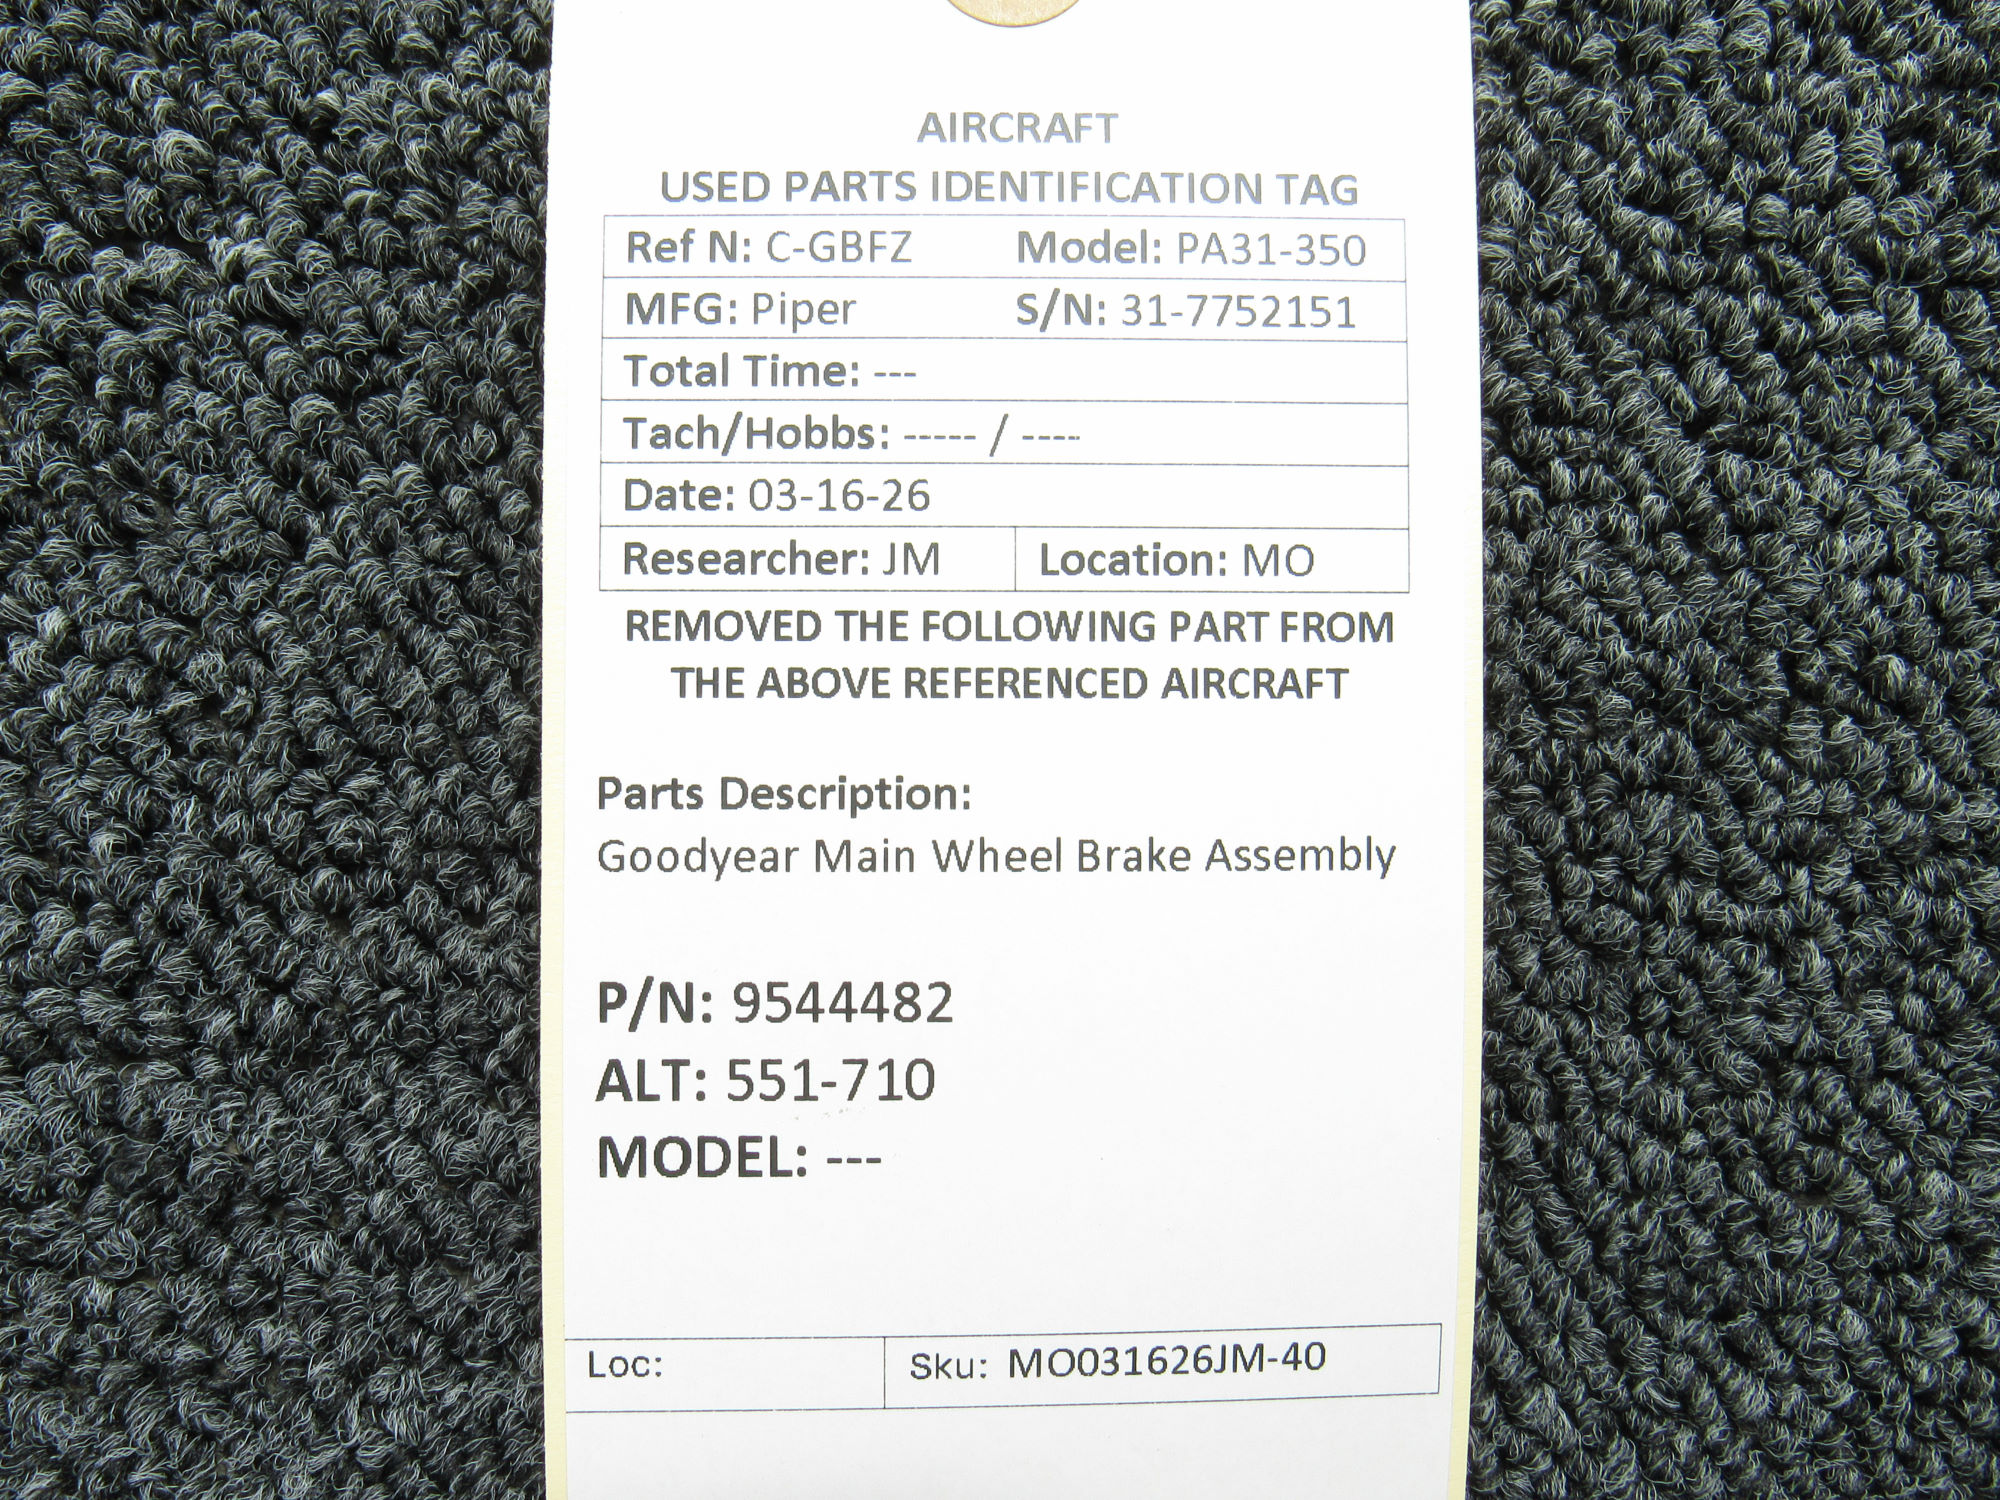 AIRCRAFT
USED PARTS IDENTIFICATION TAG
Ref N: C-GBFZ Model: PA31-350
MFG: Piper S/N: 31-7752151
Total Time: ---
Tach/Hobbs: ----- / ----
Date: 03-16-26
Researcher: JM Location: MO
REMOVED THE FOLLOWING PART FROM
THE ABOVE REFERENCED AIRCRAFT
Parts Description:
Goodyear Main Wheel Brake Assembly
P/N: 9544482
ALT: 551-710
MODEL: ---
Loc: Sku: MO031626JM-40